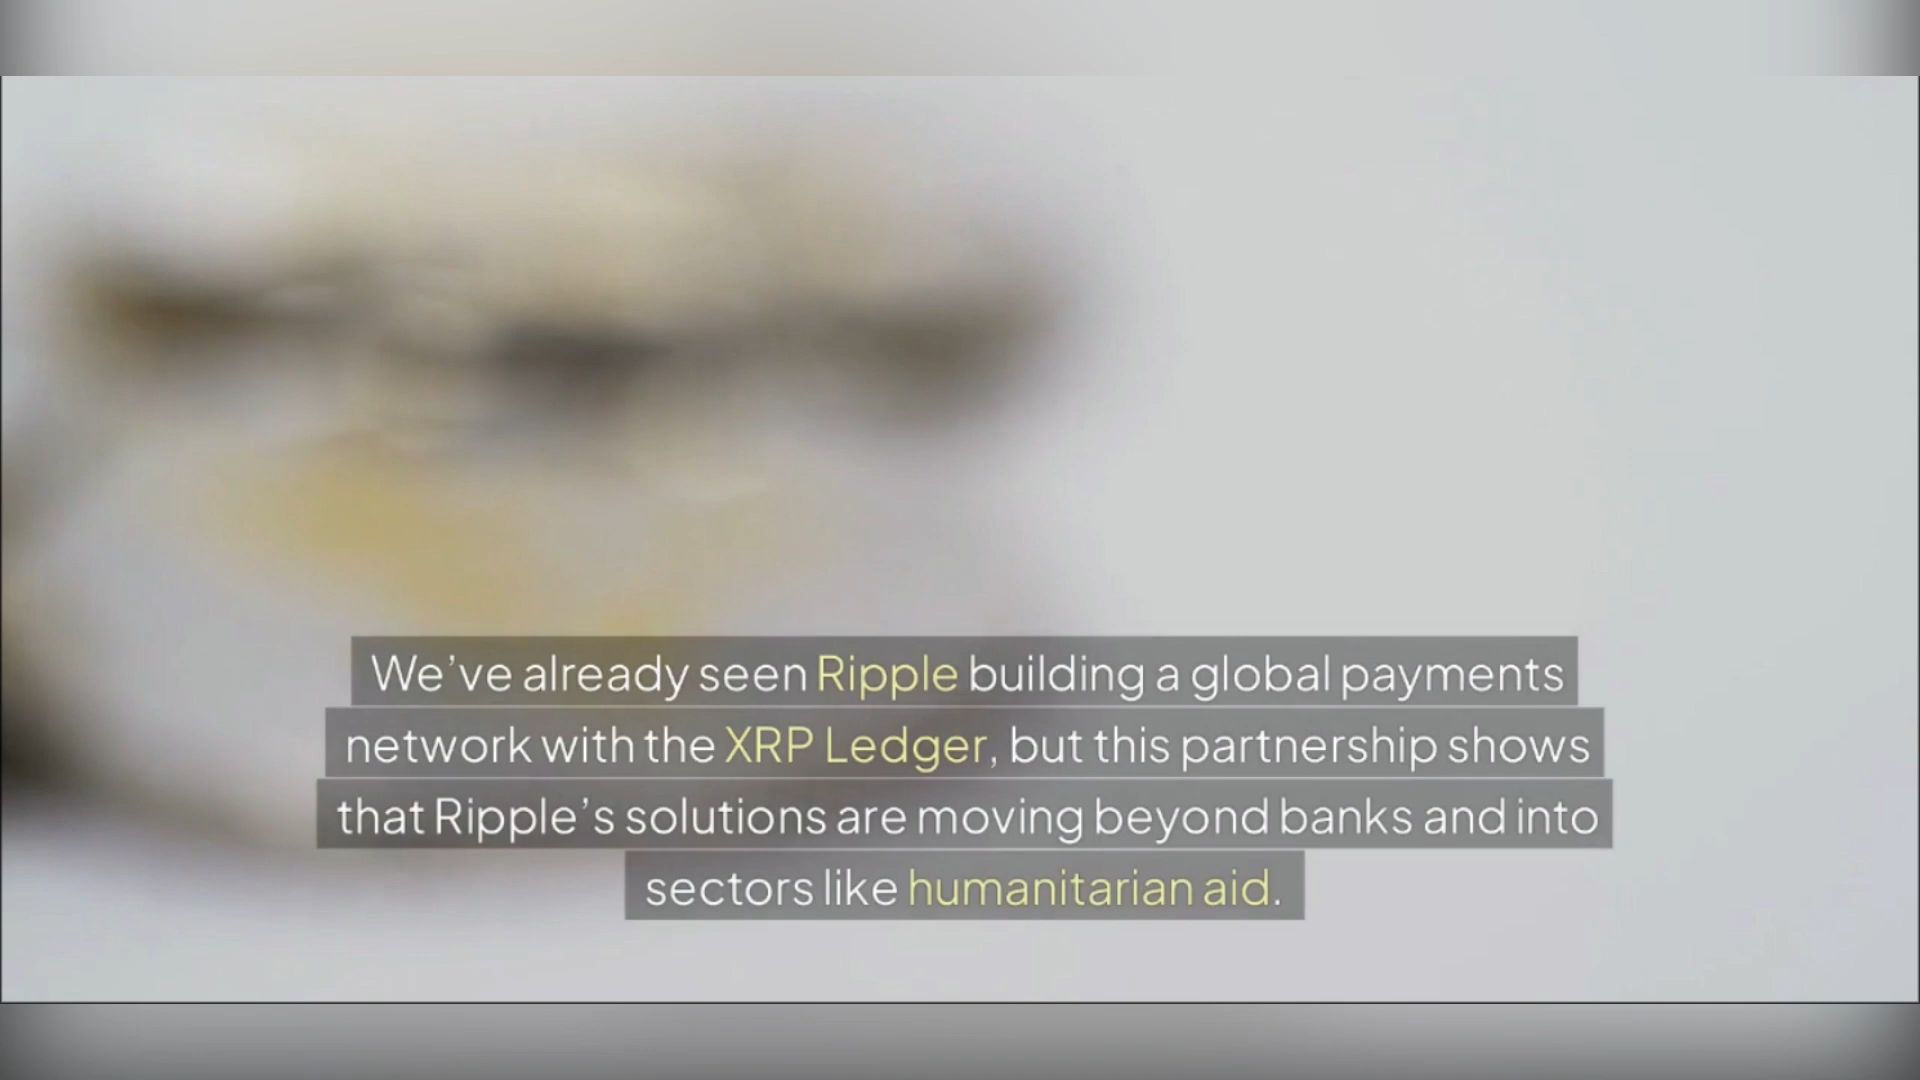 We’ve already seen Ripple building a global payments
network with the XRP Ledger, but this partnership shows
that Ripple’s solutions are moving beyond banks and into
sectors like humanitarian aid.